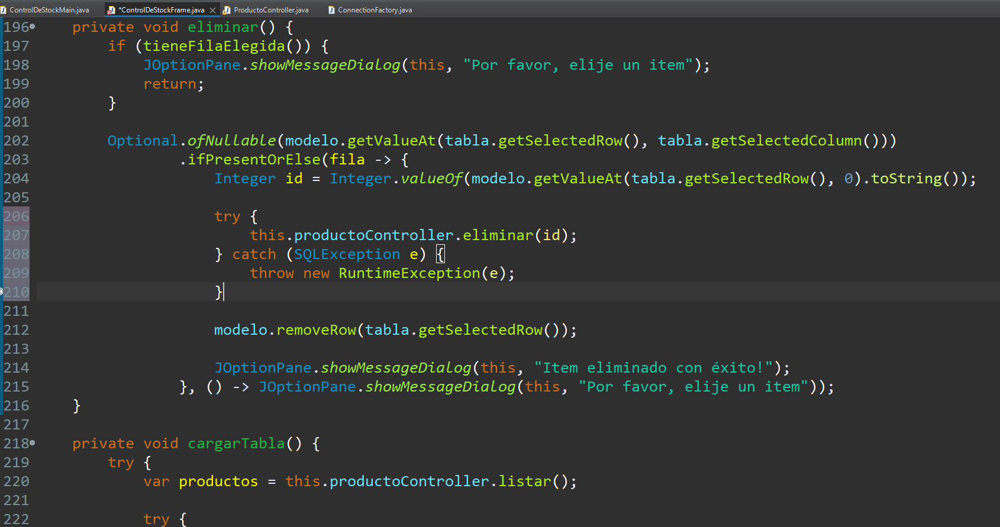 ControlDeStockMain.java *ControlDeStockFrame.java ProductoController.java ConnectionFactory.java
196 private void eliminar() {
197 if (tieneFilaElegida()) {
198 JOptionPane.showMessageDialog(this, "Por favor, elije un item");
199 return;
200 }
201
202 Optional.ofNullable(modelo.getValueAt(tabla.getSelectedRow(), tabla.getSelectedColumn()))
203 .ifPresentOrElse(fila -> {
204 Integer id = Integer.valueOf(modelo.getValueAt(tabla.getSelectedRow(), 0).toString());
205
206 try {
207 this.productoController.eliminar(id);
208 } catch (SQLException e) {
209 throw new RuntimeException(e);
210 }
211
212 modelo.removeRow(tabla.getSelectedRow());
213
214 JOptionPane.showMessageDialog(this, "Item eliminado con éxito!");
215 }, () -> JOptionPane.showMessageDialog(this, "Por favor, elije un item"));
216 }
217
218 private void cargarTabla() {
219 try {
220 var productos = this.productoController.listar();
221
222 try {